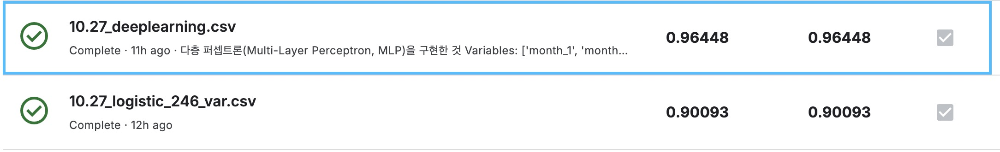 10.27_deeplearning.csv
Complete · 11h ago · 다층 퍼셉트론(Multi-Layer Perceptron, MLP)을 구현한 것 Variables: ['month_1', 'month...
0.96448
0.96448
10.27_logistic_246_var.csv
Complete · 12h ago
0.90093
0.90093